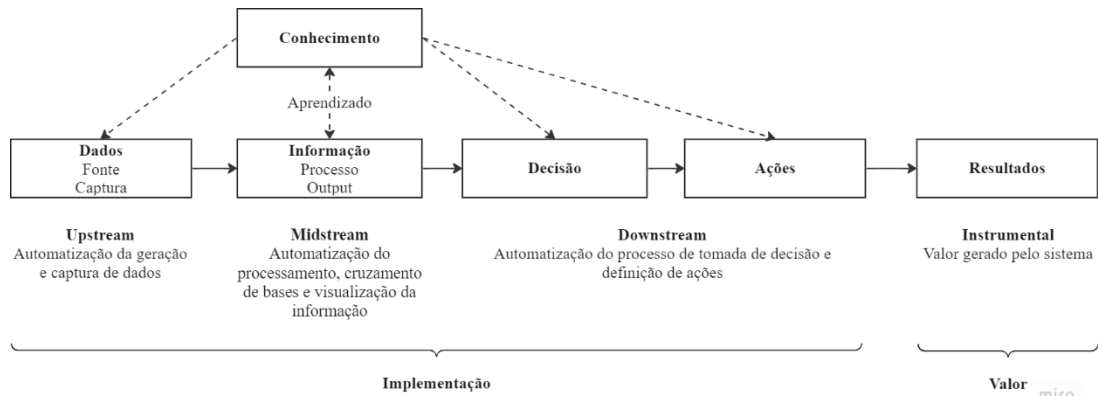 Conhecimento
Aprendizado
Dados
Fonte
Captura
Informação
Processo
Output
Decisão
Ações
Resultados
Upstream
Automatização da geração
e captura de dados
Midstream
Automatização do
processamento, cruzamento
de bases e visualização da
informação
Downstream
Automatização do processo de tomada de decisão e
definição de ações
Instrumental
Valor gerado pelo sistema
Implementação
Valor
miro